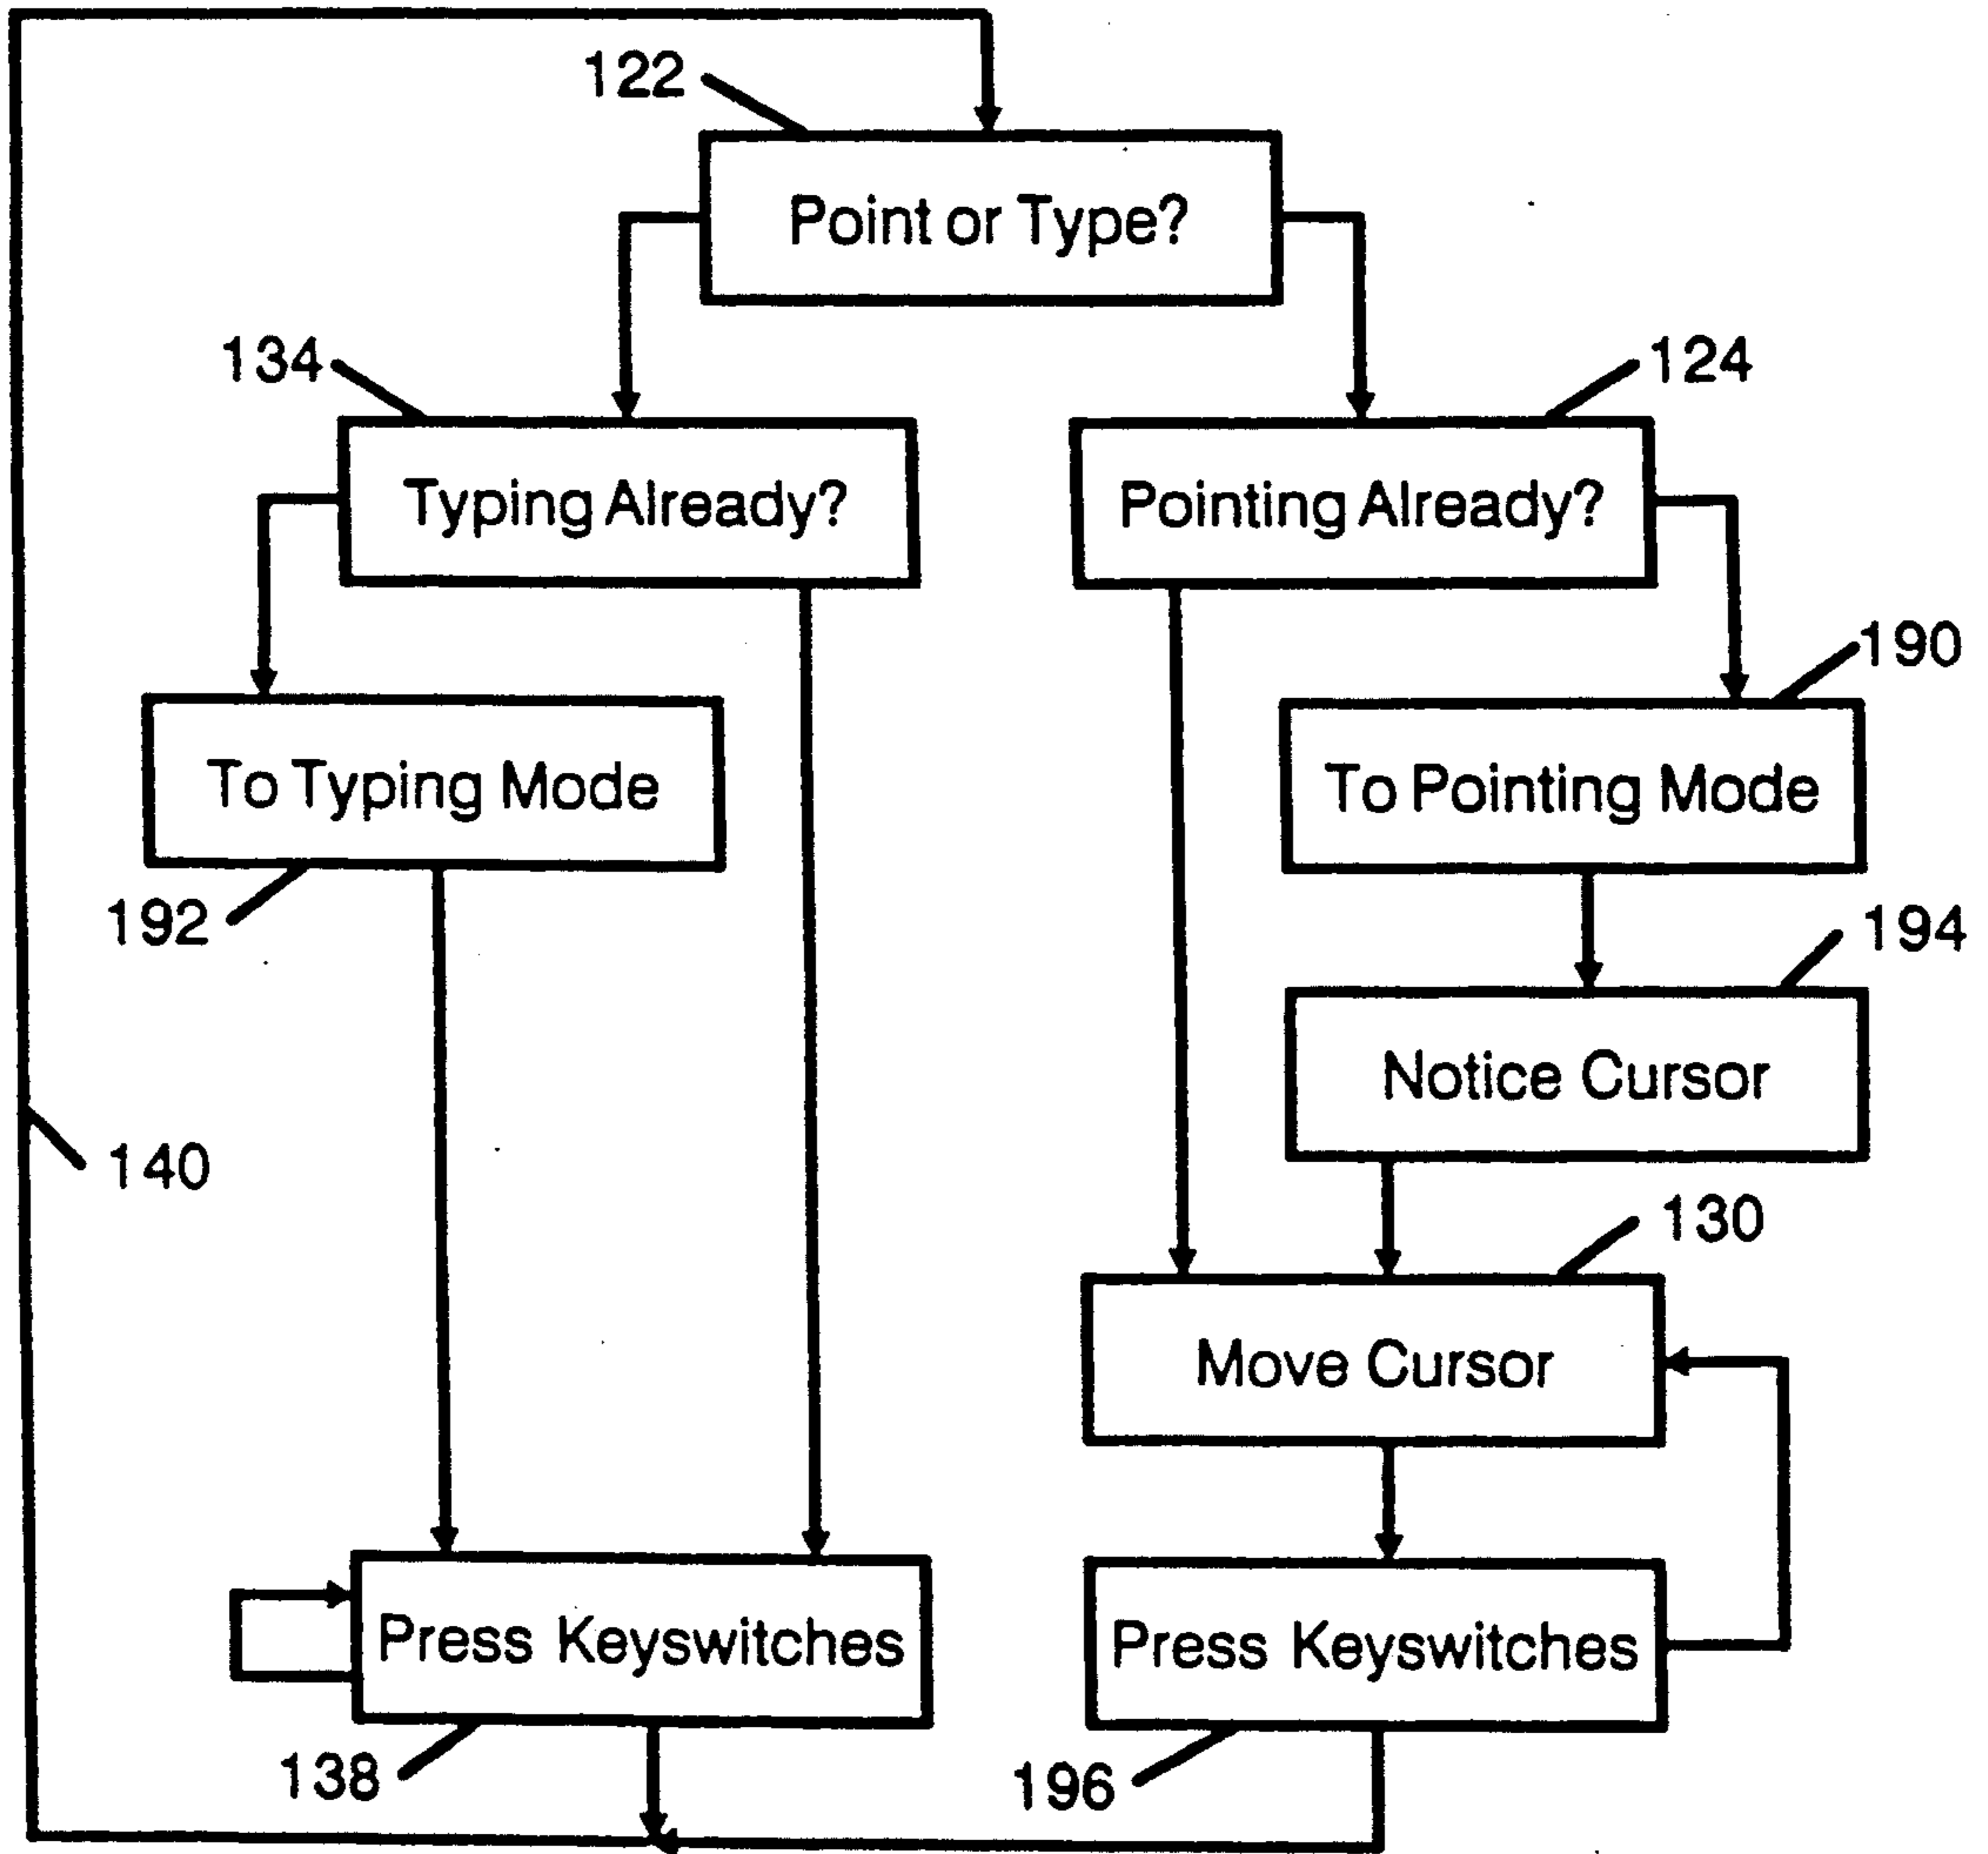 122
Point or Type?
134
124
Typing Already?
Pointing Already?
190
To Typing Mode
To Pointing Mode
192
194
Notice Cursor
140
130
Move Cursor
Press Keyswitches
Press Keyswitches
138
196